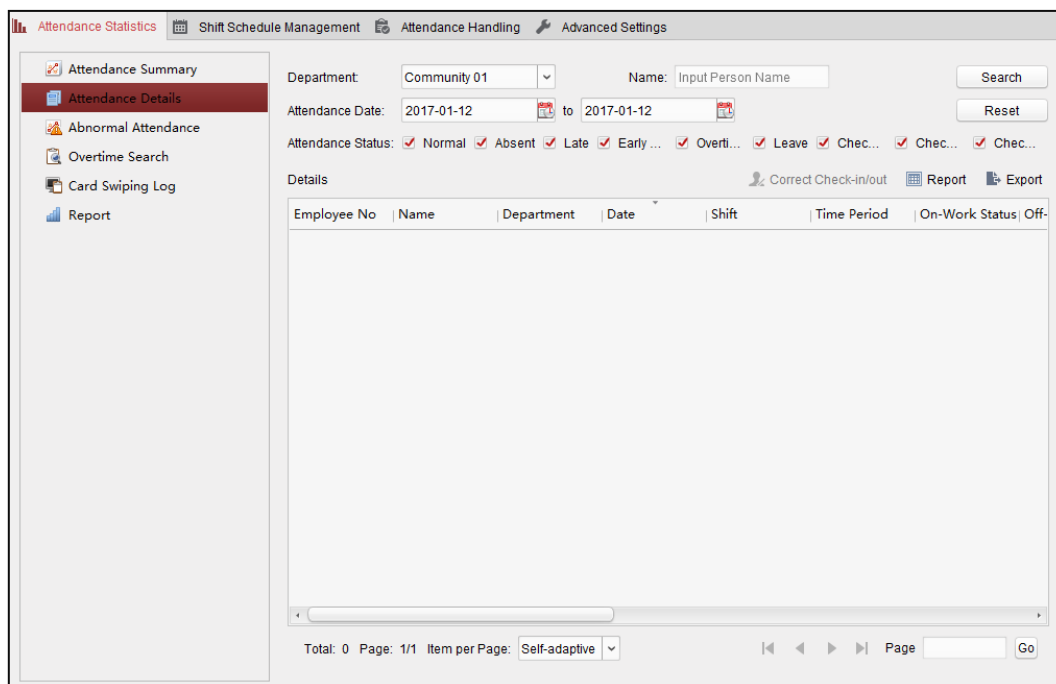 Attendance Statistics Shift Schedule Management Attendance Handling Advanced Settings
Attendance Summary
Attendance Details
Abnormal Attendance
Overtime Search
Card Swiping Log
Report
Department: Community 01 Name: Input Person Name Search
Attendance Date: 2017-01-12 to 2017-01-12 Reset
Attendance Status: Normal Absent Late Early ... Overti... Leave Chec... Chec... Chec...
Details Correct Check-in/out Report Export
Employee No Name Department Date Shift Time Period On-Work Status Off-
Total: 0 Page: 1/1 Item per Page: Self-adaptive Page Go